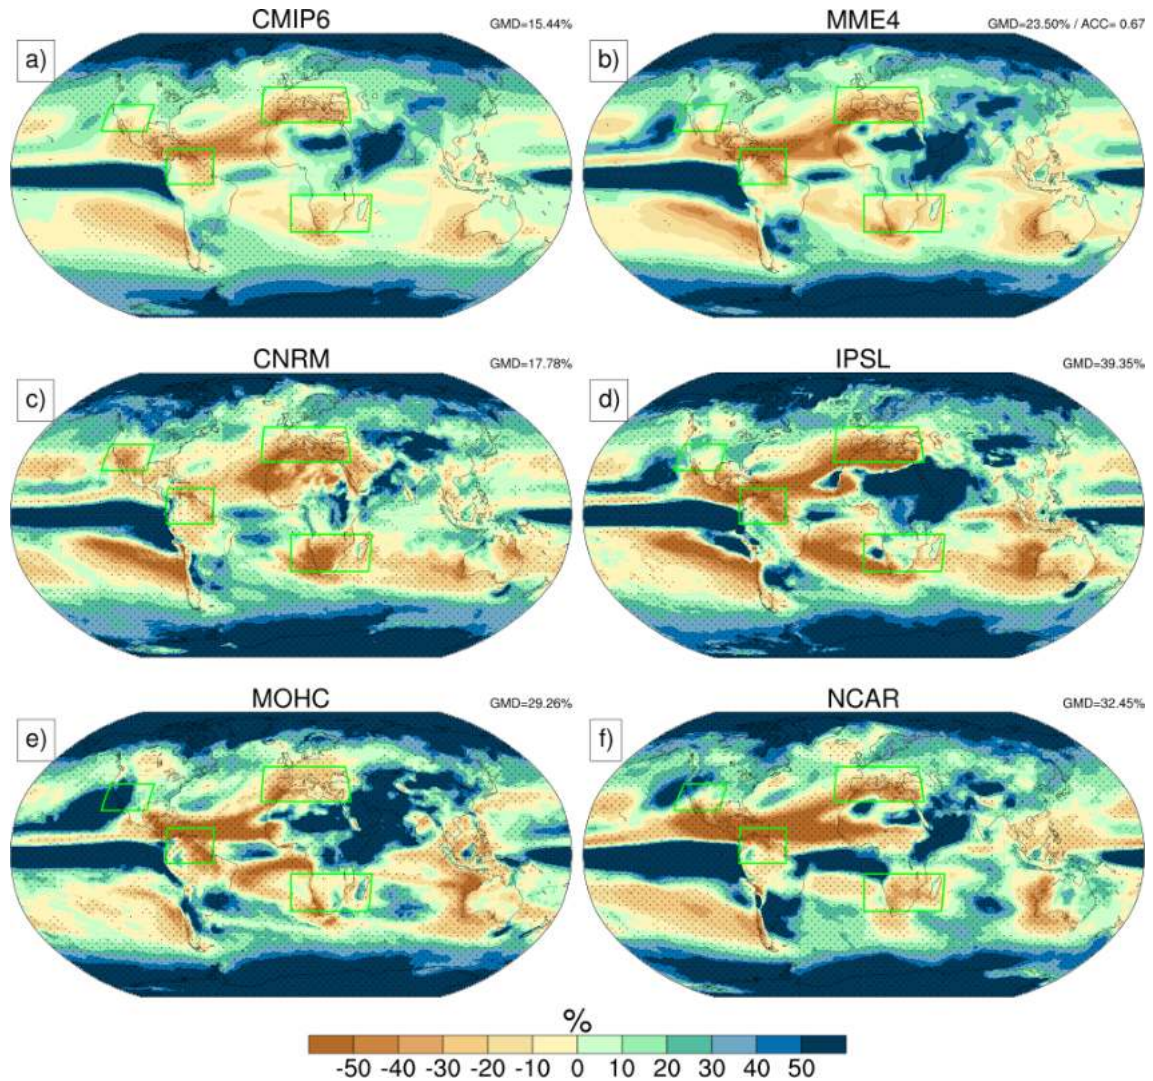 CMIP6 GMD=15.44%
MME4 GMD=23.50% / ACC= 0.67
a)
b)
CNRM GMD=17.78%
IPSL GMD=39.35%
c)
d)
MOHC GMD=29.26%
NCAR GMD=32.45%
e)
f)
%
-50 -40 -30 -20 -10 0 10 20 30 40 50